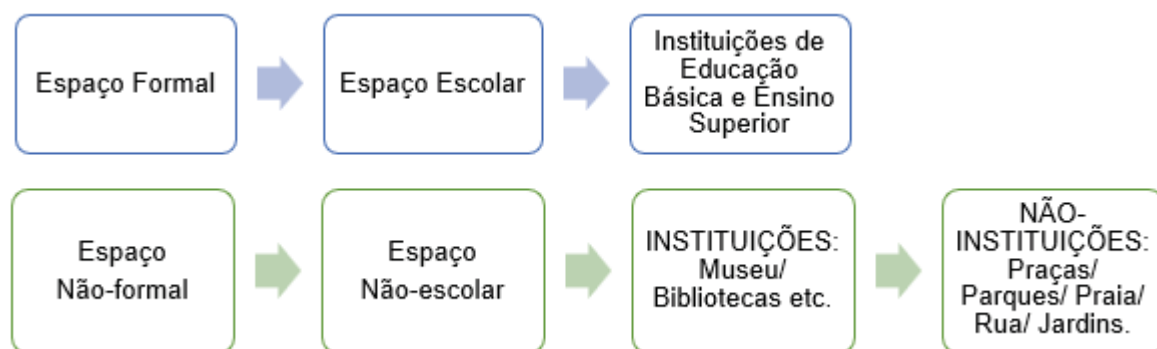 Espaço Formal
Espaço Escolar
Instituições de
Educação
Básica e Ensino
Superior
Espaço
Não-formal
Espaço
Não-escolar
INSTITUIÇÕES:
Museu/
Bibliotecas etc.
NÃO-
INSTITUIÇÕES:
Praças/
Parques/ Praia/
Rua/ Jardins.